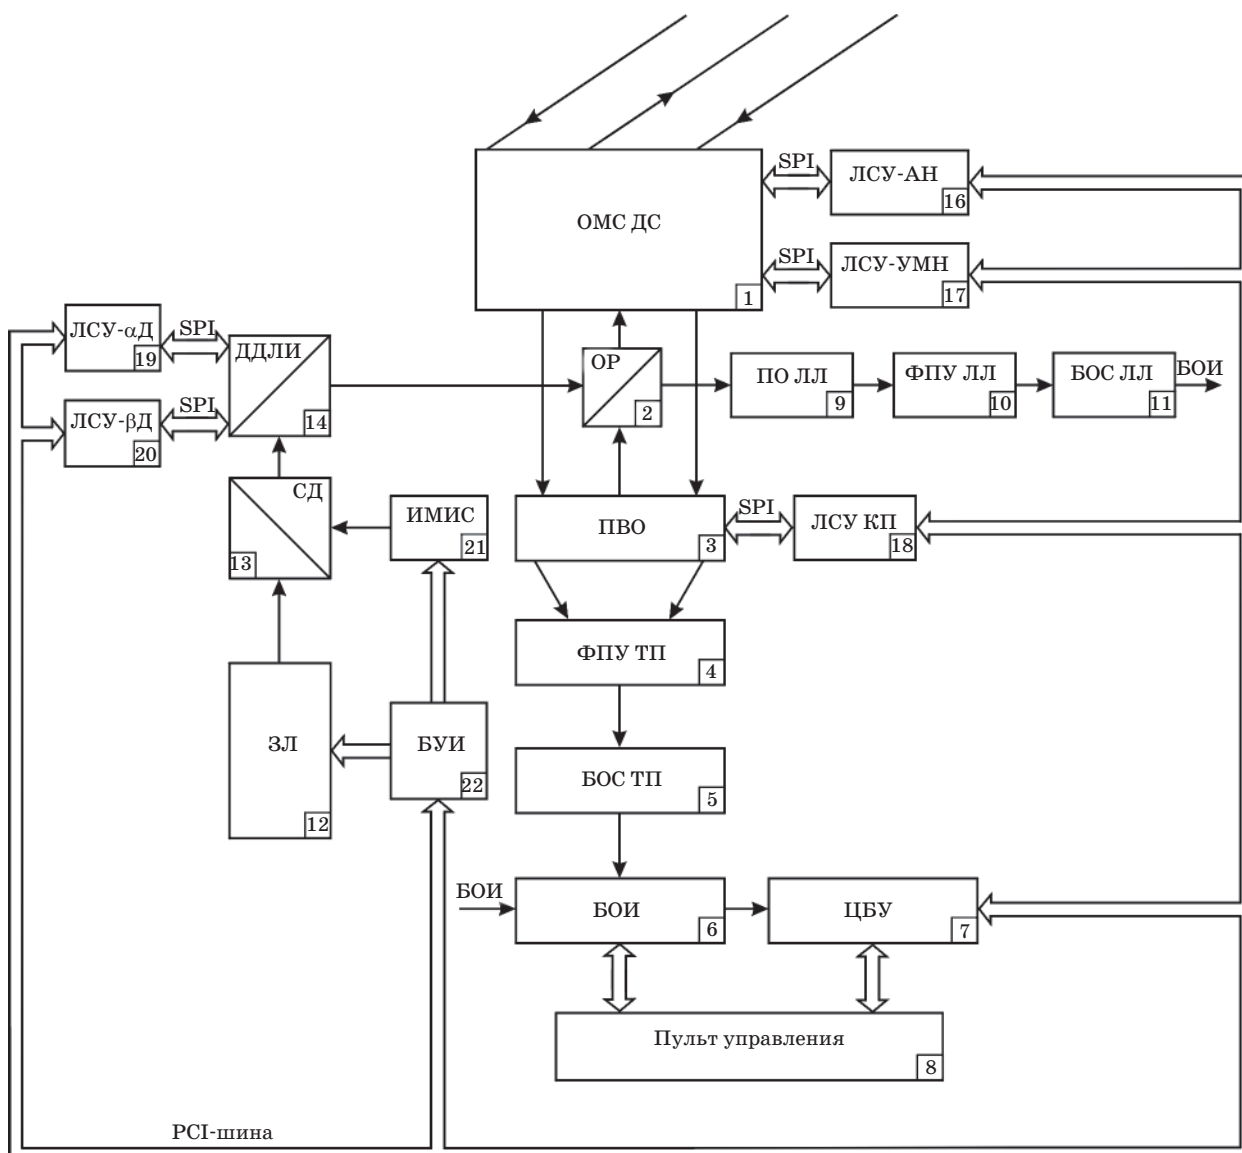 SPI
ЛСУ-АН
16
ОМС ДС
1
SPI
ЛСУ-УМН
17
ЛСУ-αД
19
SPI
ДДЛИ
14
ОР
2
ПО ЛЛ
9
ФПУ ЛЛ
10
БОС ЛЛ
11
БОИ
ЛСУ-βД
20
SPI
СД
13
ИМИС
21
ПВО
3
SPI
ЛСУ КП
18
ФПУ ТП
4
ЗЛ
12
БУИ
22
БОС ТП
5
БОИ
БОИ
6
ЦБУ
7
Пульт управления
8
PCI-шина